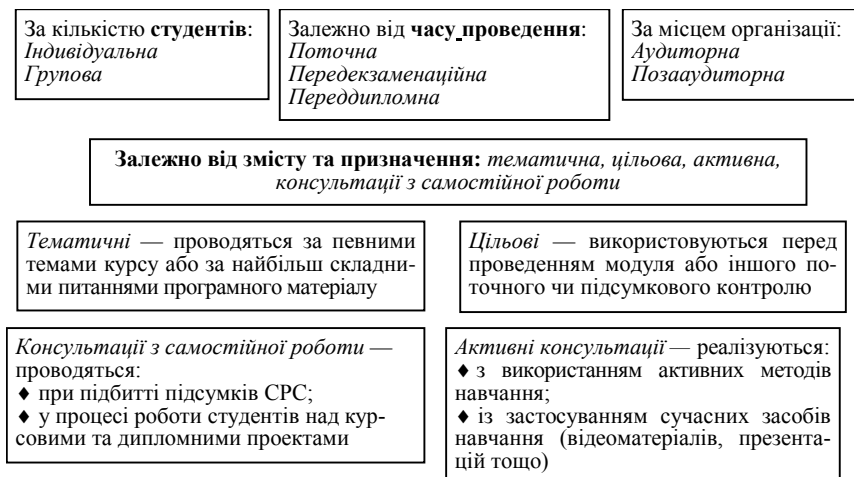 За кількістю студентів:
Індивідуальна
Групова
Залежно від часу проведення:
Поточна
Передекзаменаційна
Переддипломна
За місцем організації:
Аудиторна
Позааудиторна
Залежно від змісту та призначення: тематична, цільова, активна,
консультації з самостійної роботи
Тематичні — проводяться за певними
темами курсу або за найбільш складни-
ми питаннями програмного матеріалу
Цільові — використовуються перед
проведенням модуля або іншого по-
точного чи підсумкового контролю
Консультації з самостійної роботи —
проводяться:
♦ при підбитті підсумків СРС;
♦ у процесі роботи студентів над кур-
совими та дипломними проектами
Активні консультації — реалізуються:
♦ з використанням активних методів
навчання;
♦ із застосуванням сучасних засобів
навчання (відеоматеріалів, презента-
цій тощо)